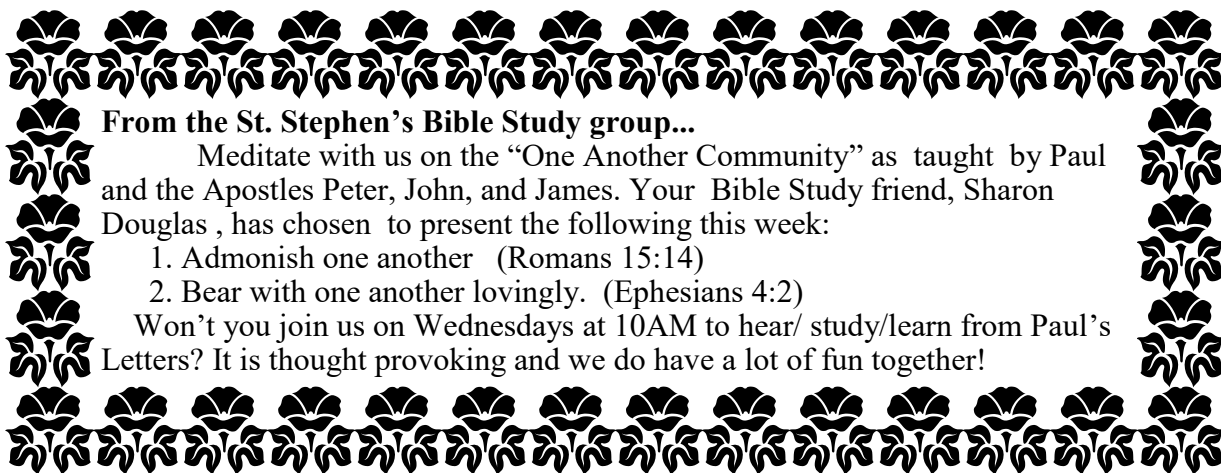 From the St. Stephen’s Bible Study group...
Meditate with us on the “One Another Community” as taught by Paul
and the Apostles Peter, John, and James. Your Bible Study friend, Sharon
Douglas , has chosen to present the following this week:
1. Admonish one another (Romans 15:14)
2. Bear with one another lovingly. (Ephesians 4:2)
Won’t you join us on Wednesdays at 10AM to hear/ study/learn from Paul’s
Letters? It is thought provoking and we do have a lot of fun together!